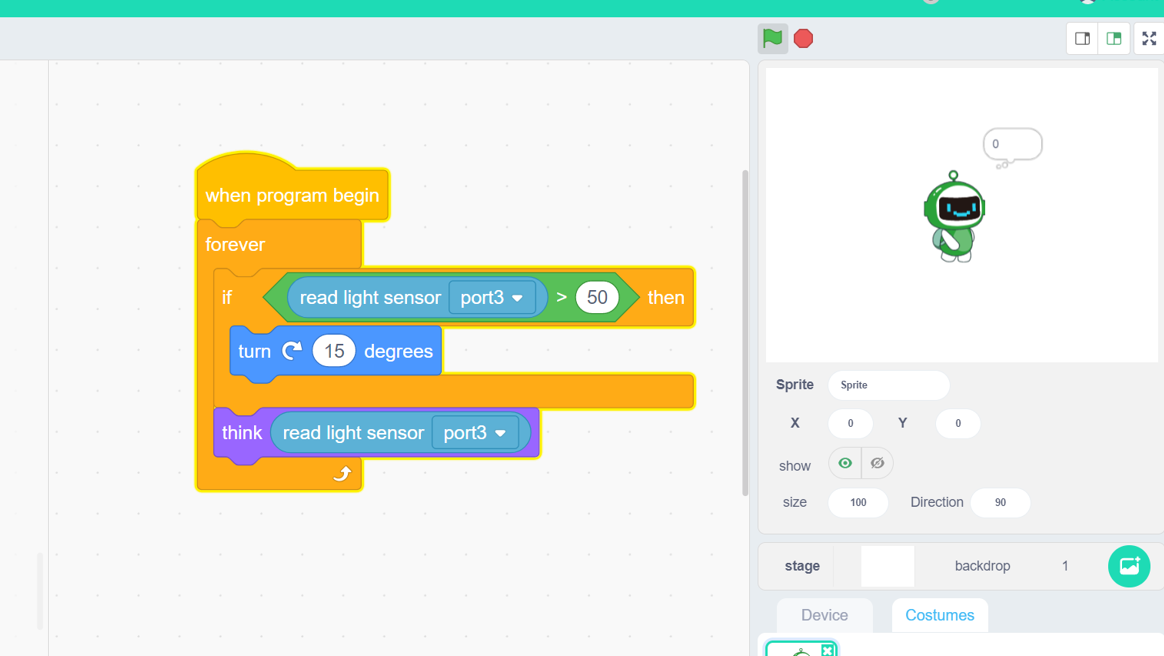 when program begin
forever
if read light sensor port3 > 50 then
turn 15 degrees
think read light sensor port3
0
Sprite Sprite
X 0 Y 0
show
size 100 Direction 90
stage backdrop 1
Device Costumes